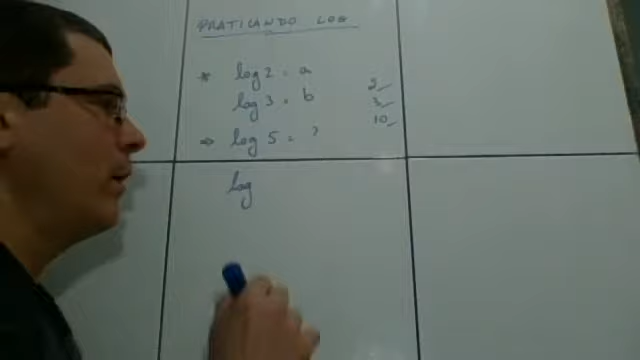 PRATICANDO LOG
* log 2 = a
log 3 = b
⇒ log 5 = ?
2
3
10
log